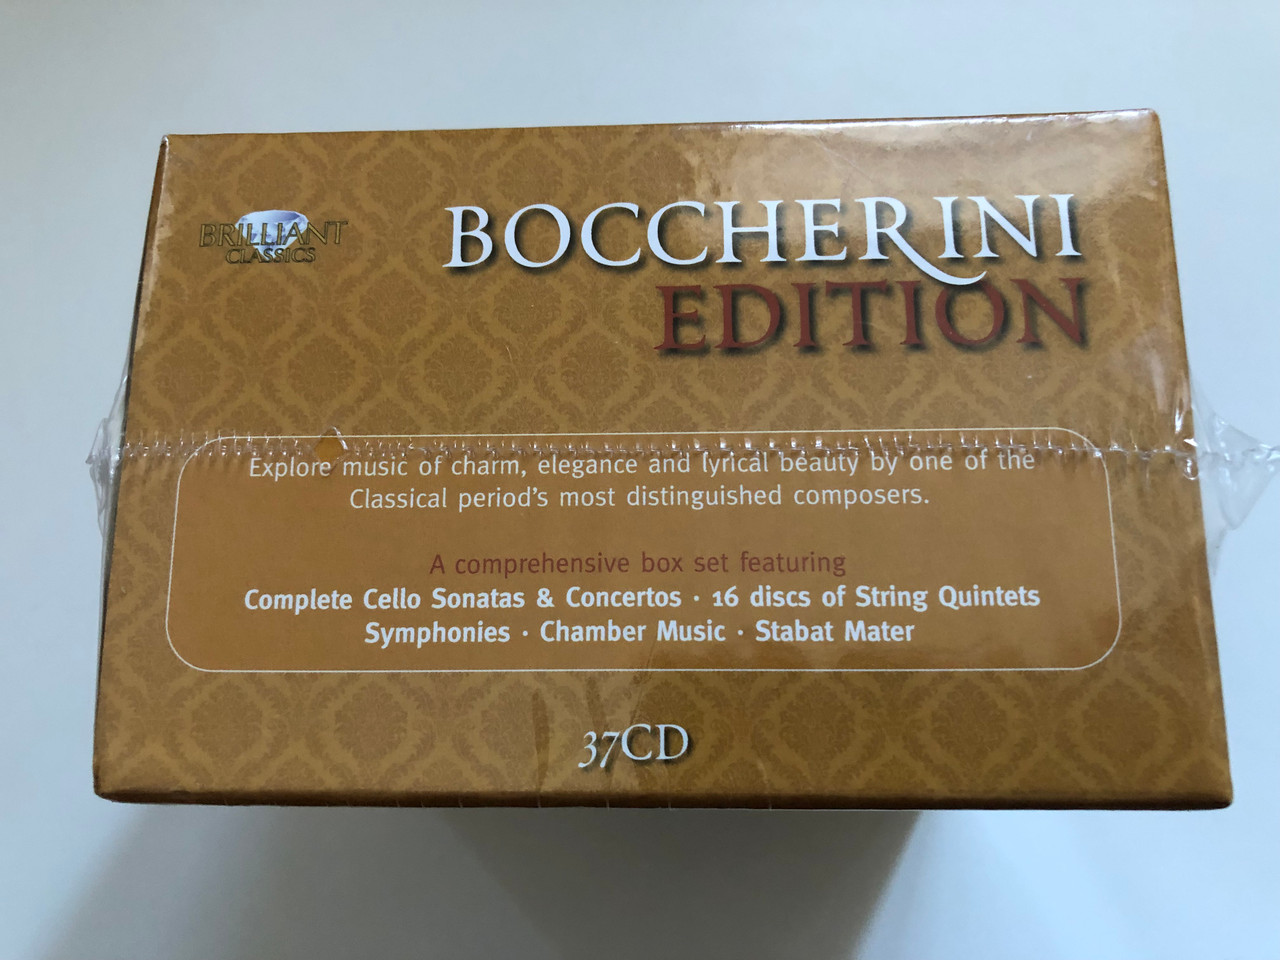 BRILLIANT
CLASSICS
BOCCHERINI
EDITION
Explore music of charm, elegance and lyrical beauty by one of the
Classical period's most distinguished composers.
A comprehensive box set featuring
Complete Cello Sonatas & Concertos · 16 discs of String Quintets
Symphonies · Chamber Music · Stabat Mater
37CD